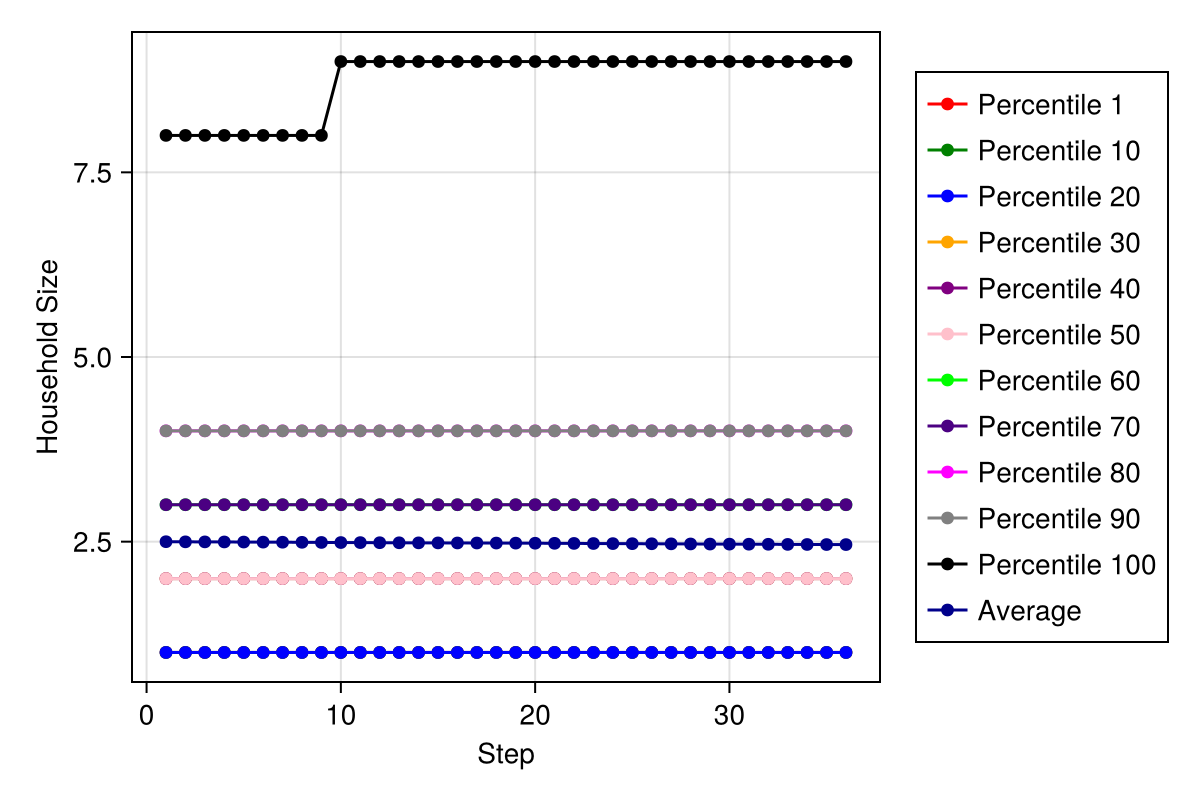 7.5
5.0
2.5
Household Size
0 10 20 30
Step
Percentile 1
Percentile 10
Percentile 20
Percentile 30
Percentile 40
Percentile 50
Percentile 60
Percentile 70
Percentile 80
Percentile 90
Percentile 100
Average